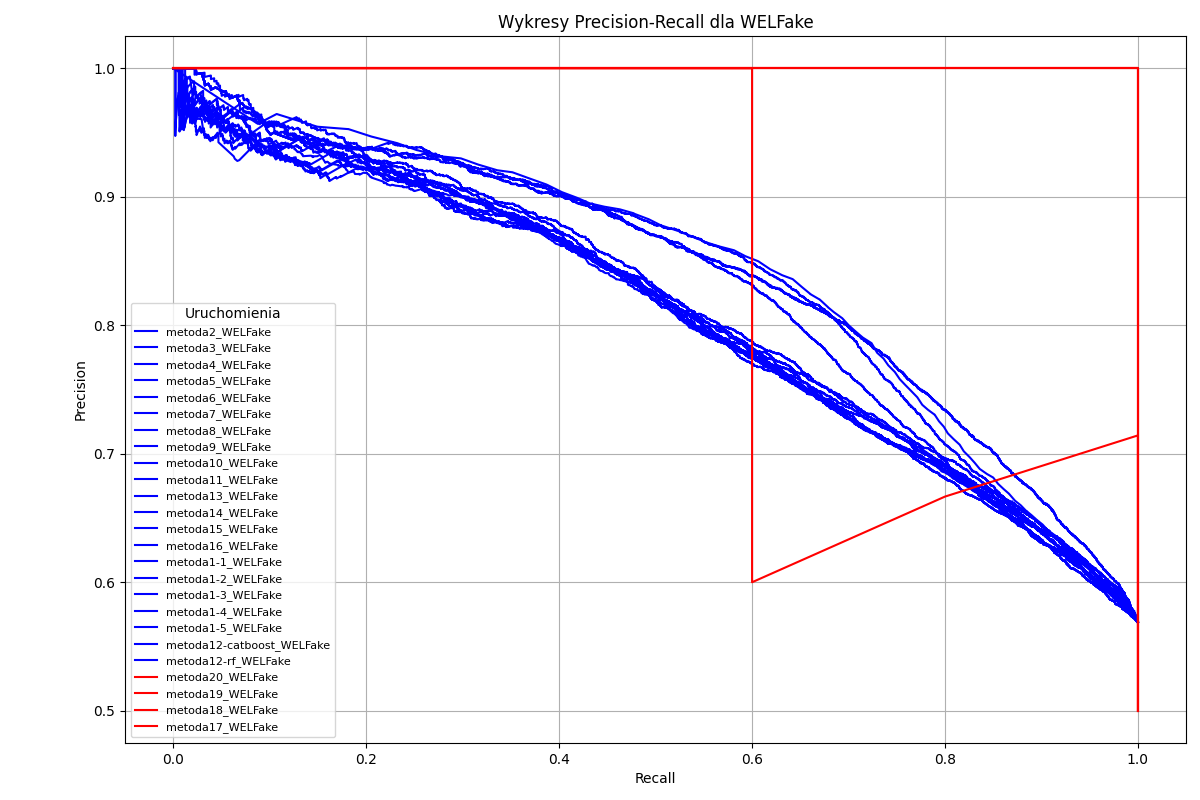 Wykresy Precision-Recall dla WELFake
1.0
0.9
0.8
0.7
0.6
0.5
Precision
Uruchomienia
metoda2_WELFake
metoda3_WELFake
metoda4_WELFake
metoda5_WELFake
metoda6_WELFake
metoda7_WELFake
metoda8_WELFake
metoda9_WELFake
metoda10_WELFake
metoda11_WELFake
metoda13_WELFake
metoda14_WELFake
metoda15_WELFake
metoda16_WELFake
metoda1-1_WELFake
metoda1-2_WELFake
metoda1-3_WELFake
metoda1-4_WELFake
metoda1-5_WELFake
metoda12-catboost_WELFake
metoda12-rf_WELFake
metoda20_WELFake
metoda19_WELFake
metoda18_WELFake
metoda17_WELFake
0.0 0.2 0.4 0.6 0.8 1.0
Recall